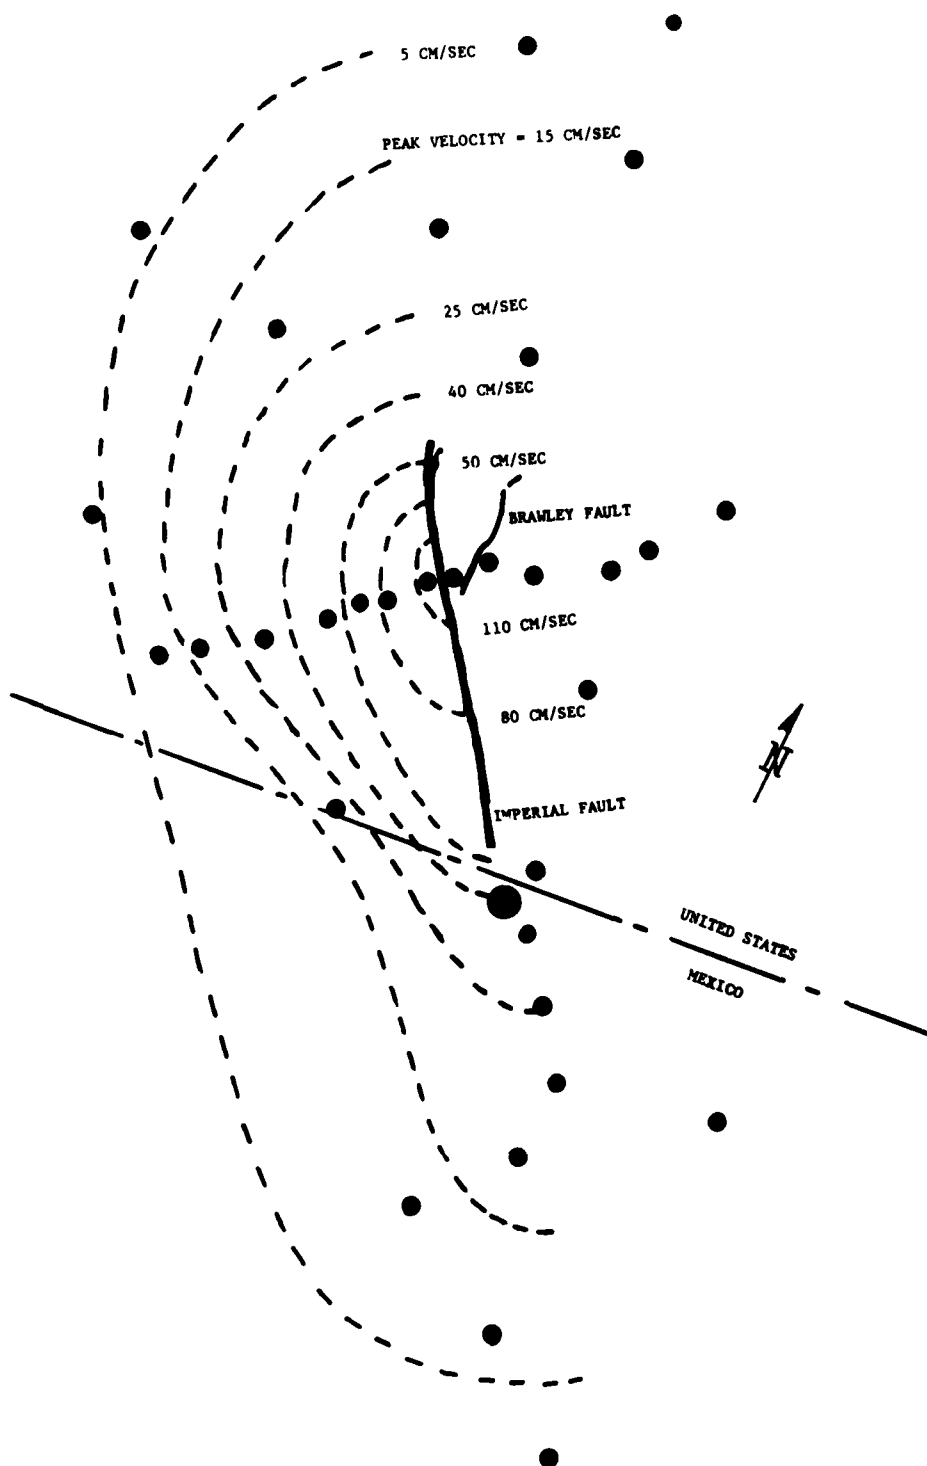 5 CM/SEC
PEAK VELOCITY = 15 CM/SEC
25 CM/SEC
40 CM/SEC
50 CM/SEC
BRAWLEY FAULT
110 CM/SEC
80 CM/SEC
N
IMPERIAL FAULT
UNITED STATES
MEXICO